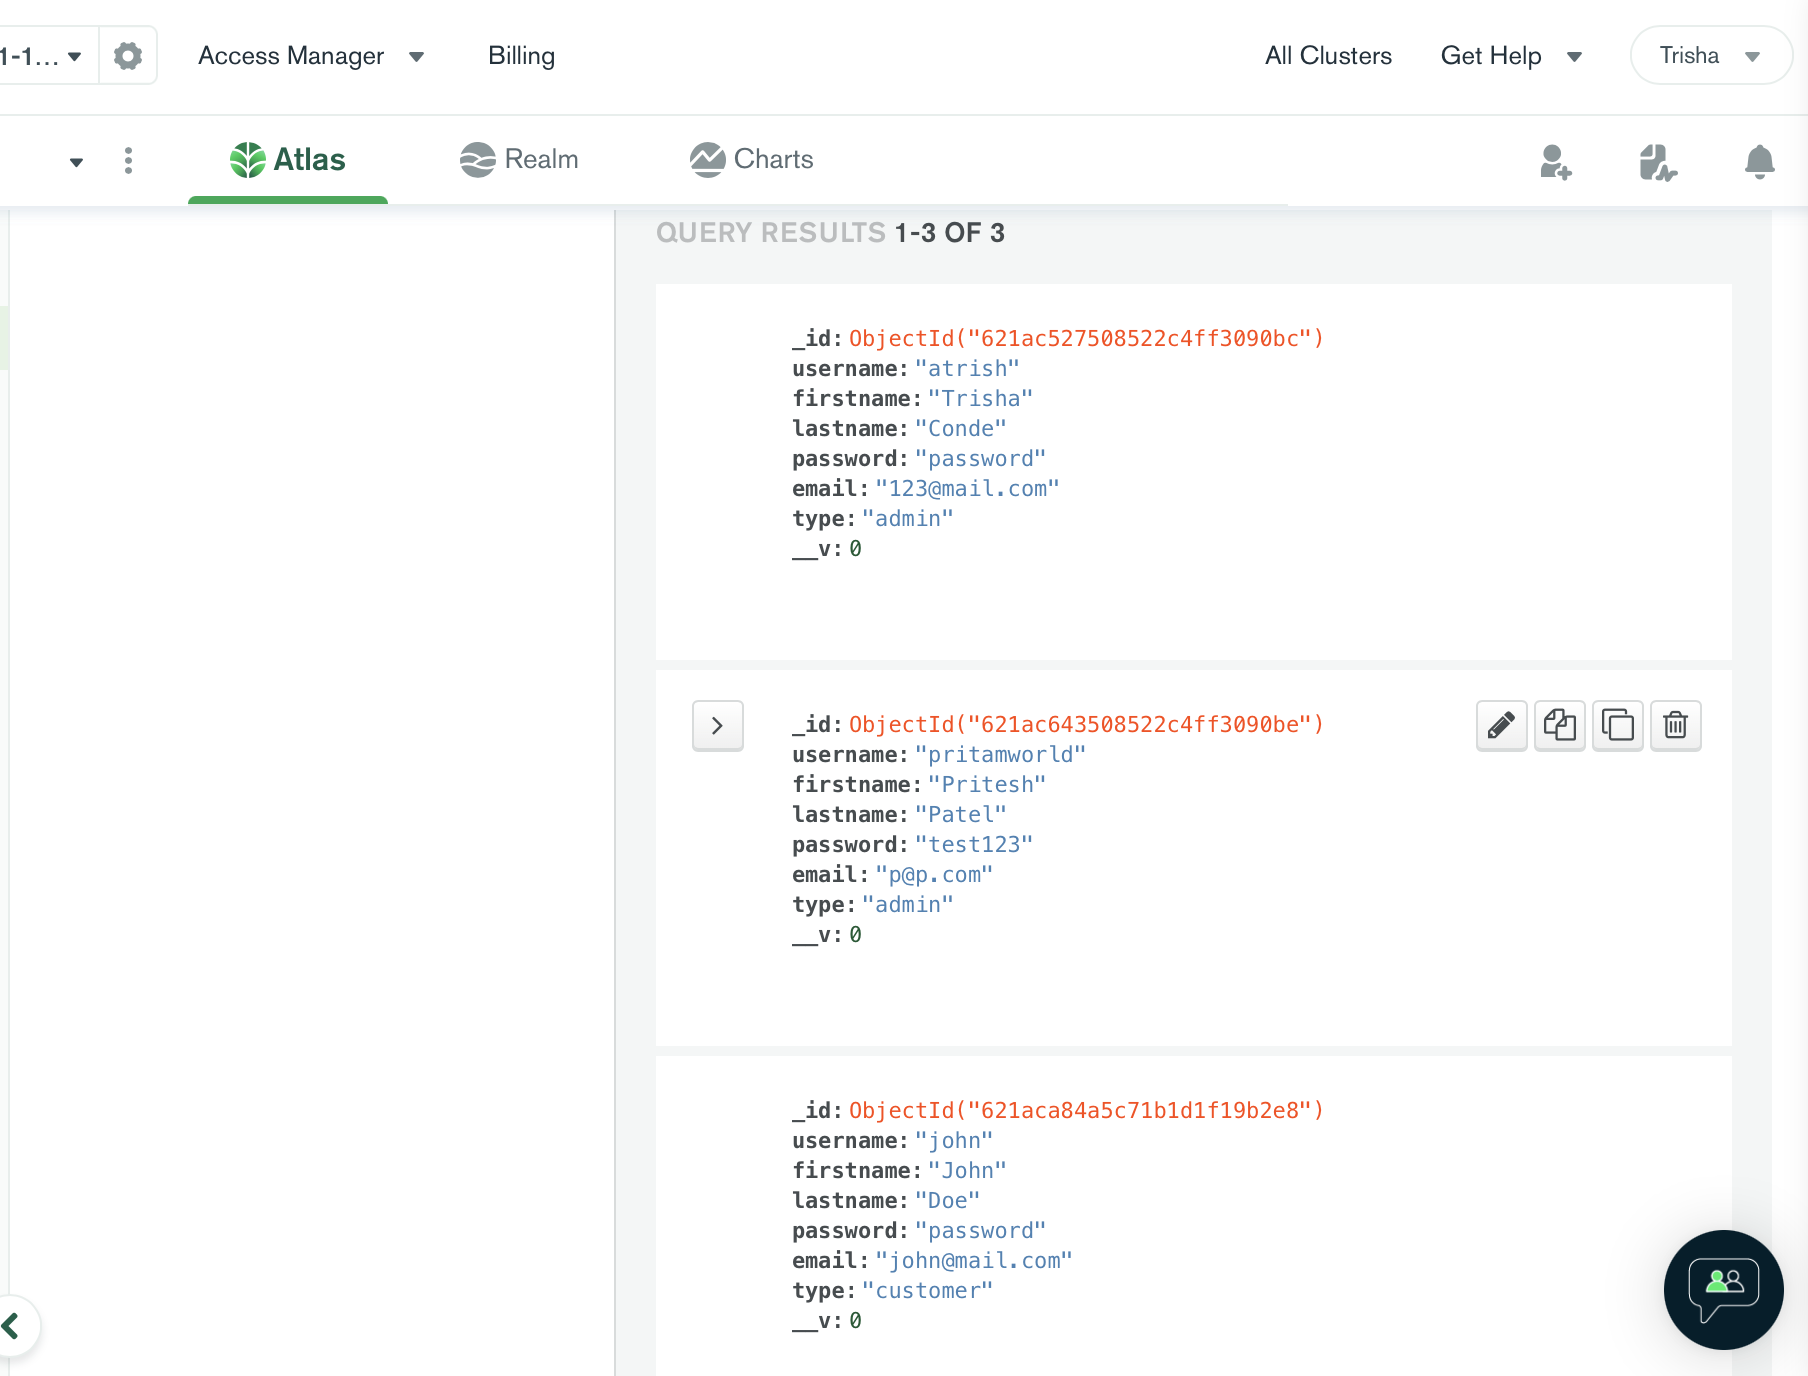 1-1...
Access Manager
Billing
All Clusters
Get Help
Trisha
Atlas
Realm
Charts
QUERY RESULTS 1-3 OF 3
_id: ObjectId("621ac527508522c4ff3090bc")
username: "atrish"
firstname: "Trisha"
lastname: "Conde"
password: "password"
email: "123@mail.com"
type: "admin"
__v: 0
_id: ObjectId("621ac643508522c4ff3090be")
username: "pritamworld"
firstname: "Pritesh"
lastname: "Patel"
password: "test123"
email: "p@p.com"
type: "admin"
__v: 0
_id: ObjectId("621aca84a5c71b1d1f19b2e8")
username: "john"
firstname: "John"
lastname: "Doe"
password: "password"
email: "john@mail.com"
type: "customer"
__v: 0